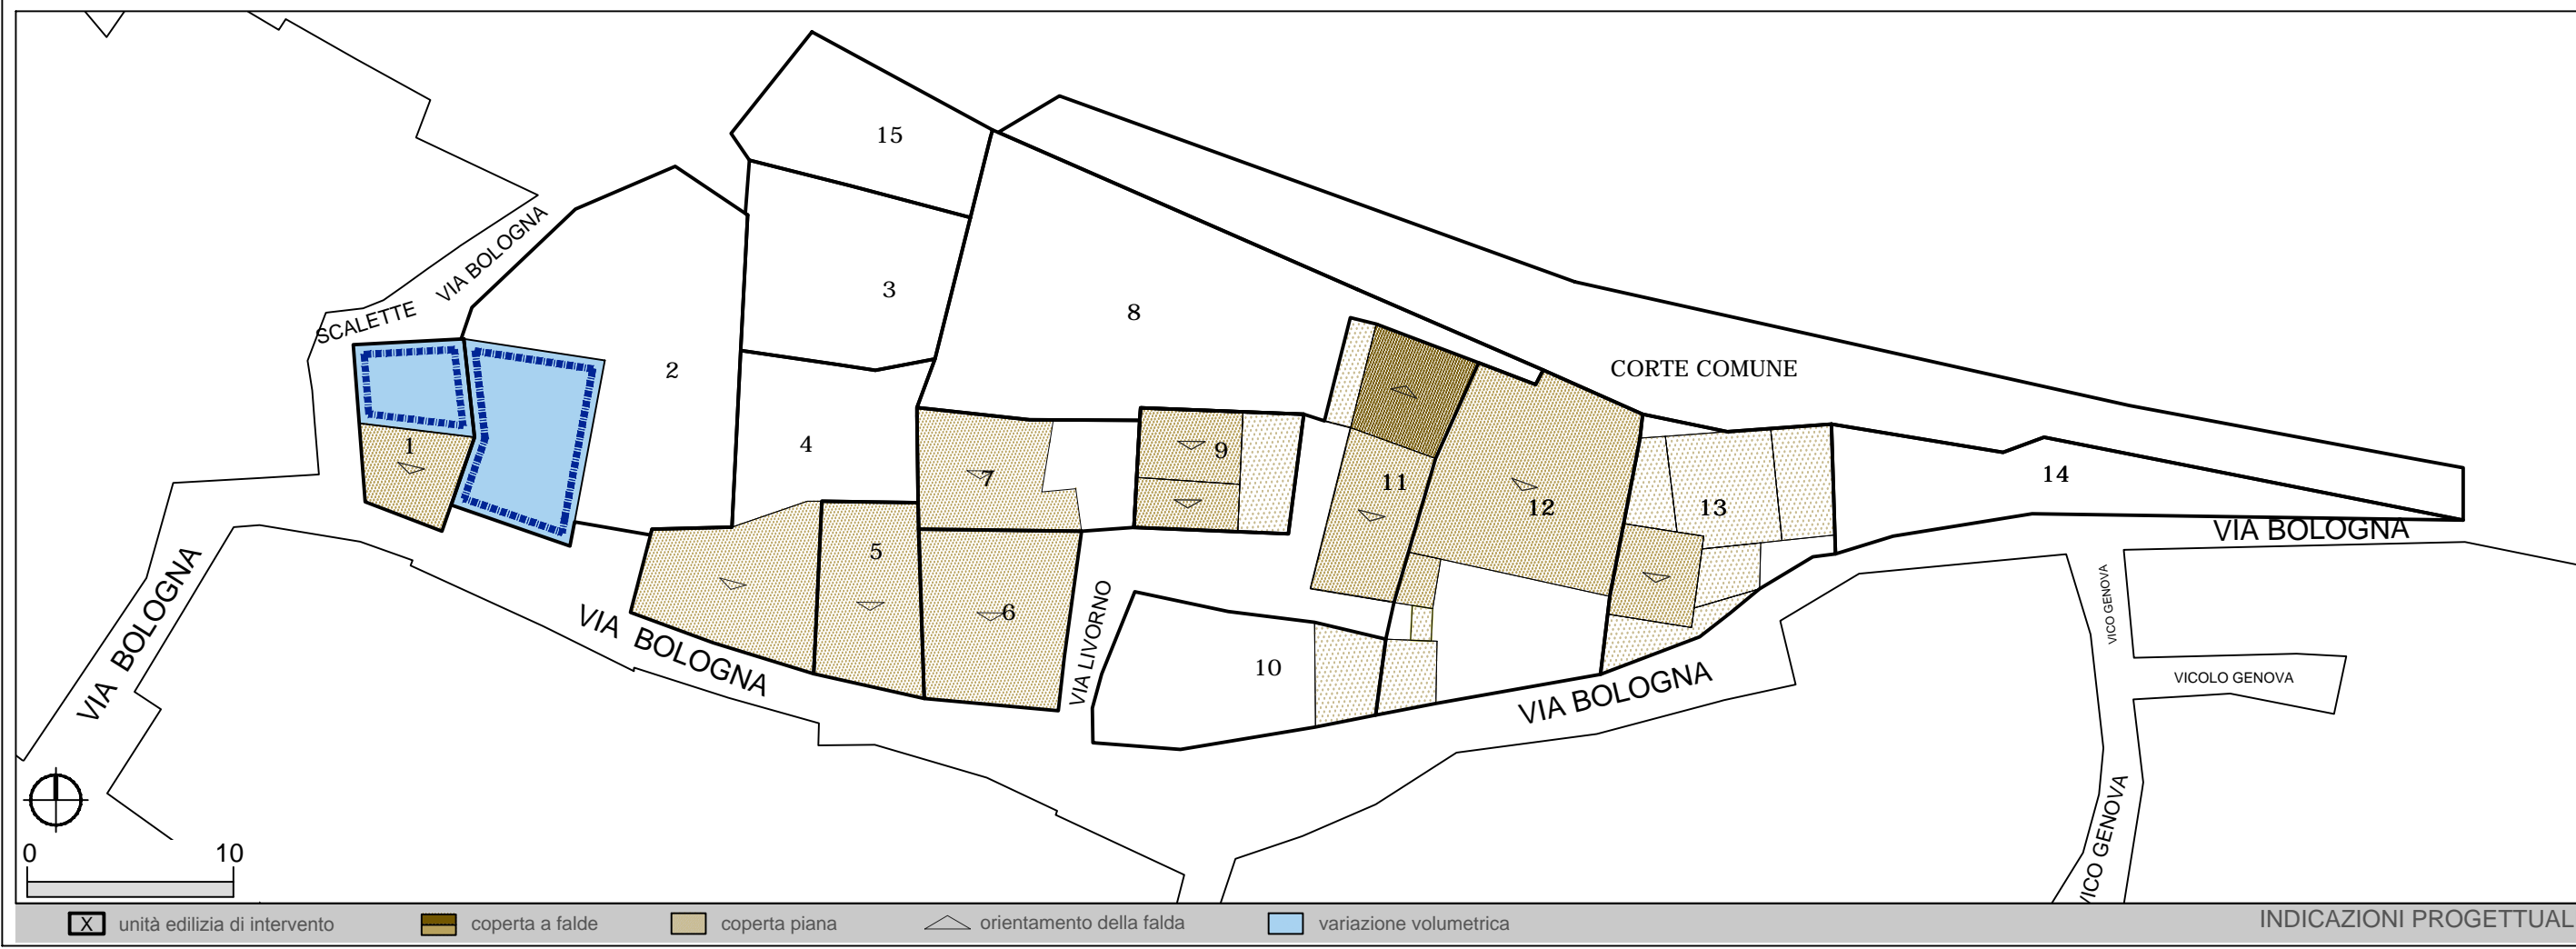 15
VIA BOLOGNA
3
8
SCALETTE
2
CORTE COMUNE
1
4
7
9
11
12
13
14
VIA BOLOGNA
5
6
VIA BOLOGNA
VIA BOLOGNA
VIA LIVORNO
10
VIA BOLOGNA
VICO GENOVA
VICOLO GENOVA
VICO GENOVA
0 10
X unità edilizia di intervento coperta a falde coperta piana orientamento della falda variazione volumetrica INDICAZIONI PROGETTUAL